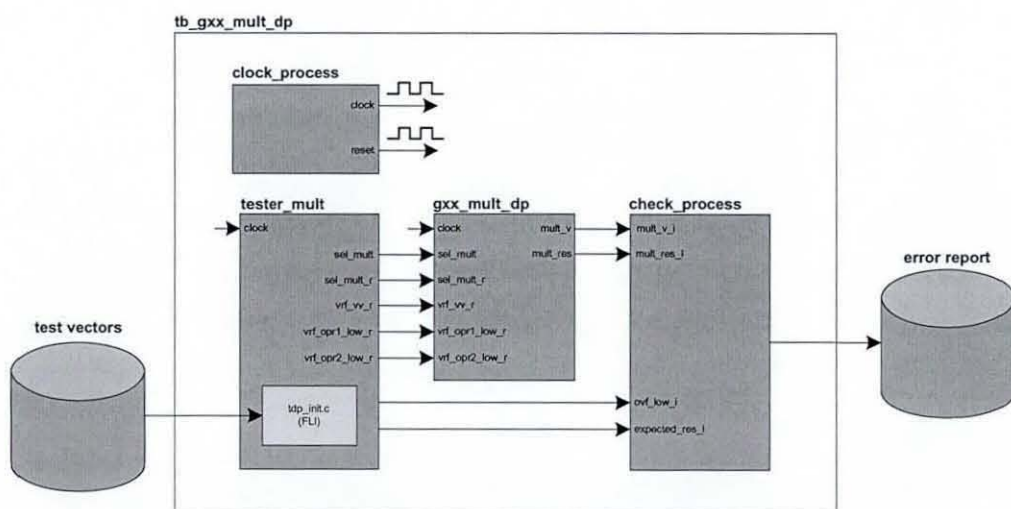 tb_gxx_mult_dp
clock_process
clock
reset
tester_mult
clock
sel_mult
sel_mult_r
vrf_vv_r
vrf_opr1_low_r
vrf_opr2_low_r
tdp_init.c
(FLI)
gxx_mult_dp
clock
mult_v
sel_mult
mult_res
sel_mult_r
vrf_vv_r
vrf_opr1_low_r
vrf_opr2_low_r
check_process
mult_v_i
mult_res_i
ovf_low_i
expected_res_i
test vectors
error report